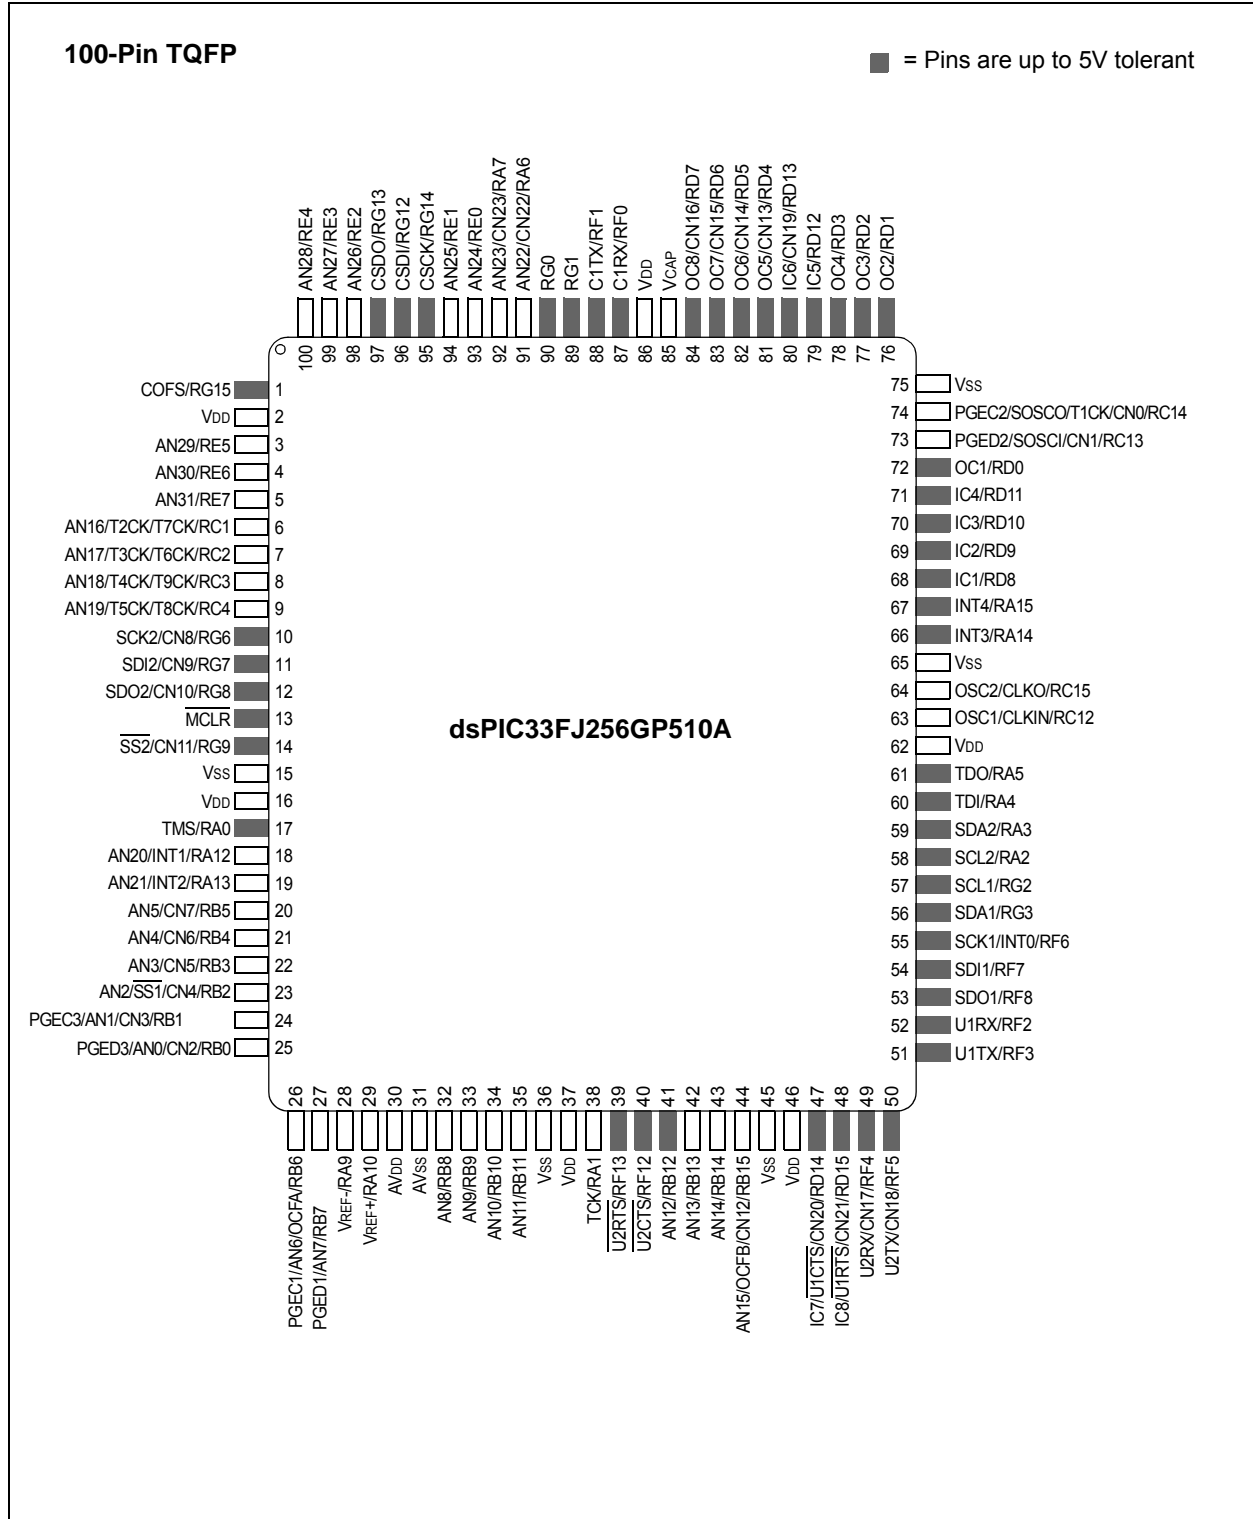 100-Pin TQFP
= Pins are up to 5V tolerant
AN28/RE4
AN27/RE3
AN26/RE2
CSDO/RG13
CSDI/RG12
CSCK/RG14
AN25/RE1
AN24/RE0
AN23/CN23/RA7
AN22/CN22/RA6
RG0
RG1
C1TX/RF1
C1RX/RF0
VDD
VCAP
OC8/CN16/RD7
OC7/CN15/RD6
OC6/CN14/RD5
OC5/CN13/RD4
IC6/CN19/RD13
IC5/RD12
OC4/RD3
OC3/RD2
OC2/RD1
100 99 98 97 96 95 94 93 92 91 90 89 88 87 86 85 84 83 82 81 80 79 78 77 76
COFS/RG15 1
VDD 2
AN29/RE5 3
AN30/RE6 4
AN31/RE7 5
AN16/T2CK/T7CK/RC1 6
AN17/T3CK/T6CK/RC2 7
AN18/T4CK/T9CK/RC3 8
AN19/T5CK/T8CK/RC4 9
SCK2/CN8/RG6 10
SDI2/CN9/RG7 11
SDO2/CN10/RG8 12
MCLR 13
SS2/CN11/RG9 14
VSS 15
VDD 16
TMS/RA0 17
AN20/INT1/RA12 18
AN21/INT2/RA13 19
AN5/CN7/RB5 20
AN4/CN6/RB4 21
AN3/CN5/RB3 22
AN2/SS1/CN4/RB2 23
PGEC3/AN1/CN3/RB1 24
PGED3/AN0/CN2/RB0 25
dsPIC33FJ256GP510A
75 VSS
74 PGEC2/SOSCO/T1CK/CN0/RC14
73 PGED2/SOSCI/CN1/RC13
72 OC1/RD0
71 IC4/RD11
70 IC3/RD10
69 IC2/RD9
68 IC1/RD8
67 INT4/RA15
66 INT3/RA14
65 VSS
64 OSC2/CLKO/RC15
63 OSC1/CLKIN/RC12
62 VDD
61 TDO/RA5
60 TDI/RA4
59 SDA2/RA3
58 SCL2/RA2
57 SCL1/RG2
56 SDA1/RG3
55 SCK1/INT0/RF6
54 SDI1/RF7
53 SDO1/RF8
52 U1RX/RF2
51 U1TX/RF3
26 27 28 29 30 31 32 33 34 35 36 37 38 39 40 41 42 43 44 45 46 47 48 49 50
PGEC1/AN6/OCFA/RB6
PGED1/AN7/RB7
VREF-/RA9
VREF+/RA10
AVDD
AVSS
AN8/RB8
AN9/RB9
AN10/RB10
AN11/RB11
VSS
VDD
TCK/RA1
U2RTS/RF13
U2CTS/RF12
AN12/RB12
AN13/RB13
AN14/RB14
AN15/OCFB/CN12/RB15
VSS
VDD
IC7/U1CTS/CN20/RD14
IC8/U1RTS/CN21/RD15
U2RX/CN17/RF4
U2TX/CN18/RF5